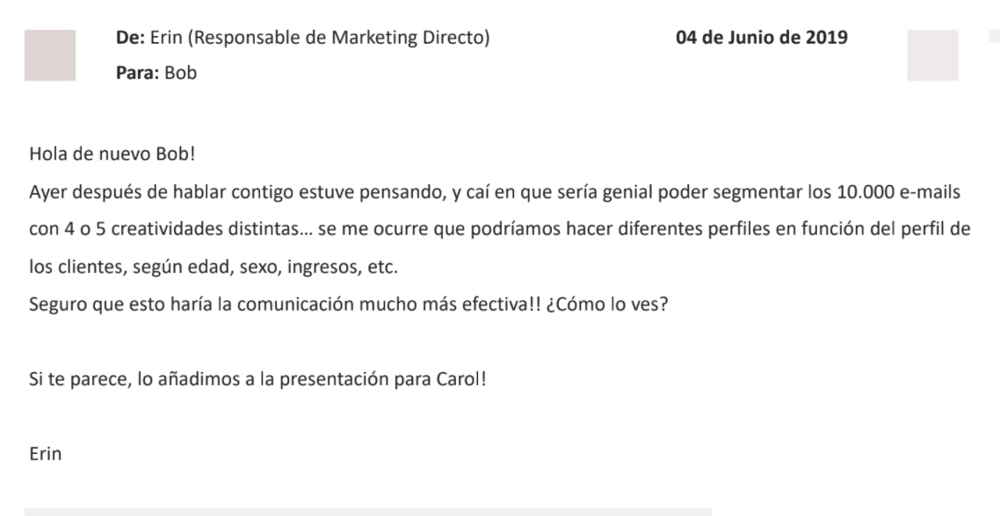 De: Erin (Responsable de Marketing Directo) 04 de Junio de 2019
Para: Bob
Hola de nuevo Bob!
Ayer después de hablar contigo estuve pensando, y caí en que sería genial poder segmentar los 10.000 e-mails
con 4 o 5 creatividades distintas... se me ocurre que podríamos hacer diferentes perfiles en función del perfil de
los clientes, según edad, sexo, ingresos, etc.
Seguro que esto haría la comunicación mucho más efectiva!! ¿Cómo lo ves?
Si te parece, lo añadimos a la presentación para Carol!
Erin